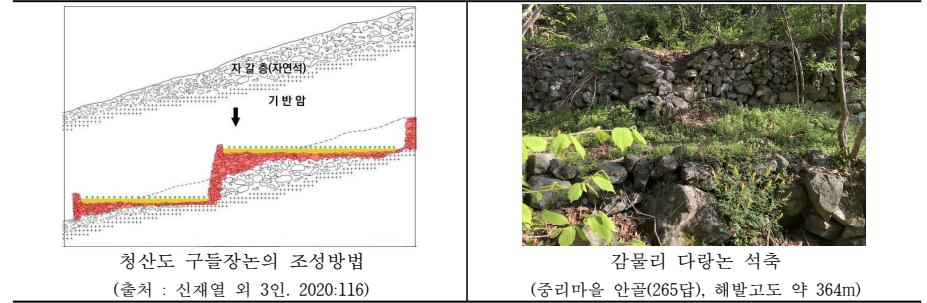 자 갈 층(자연석)
기 반 암
청산도 구들장논의 조성방법
(출처 : 신재열 외 3인. 2020:116)
감물리 다랑논 석축
(중리마을 안골(265답), 해발고도 약 364m)